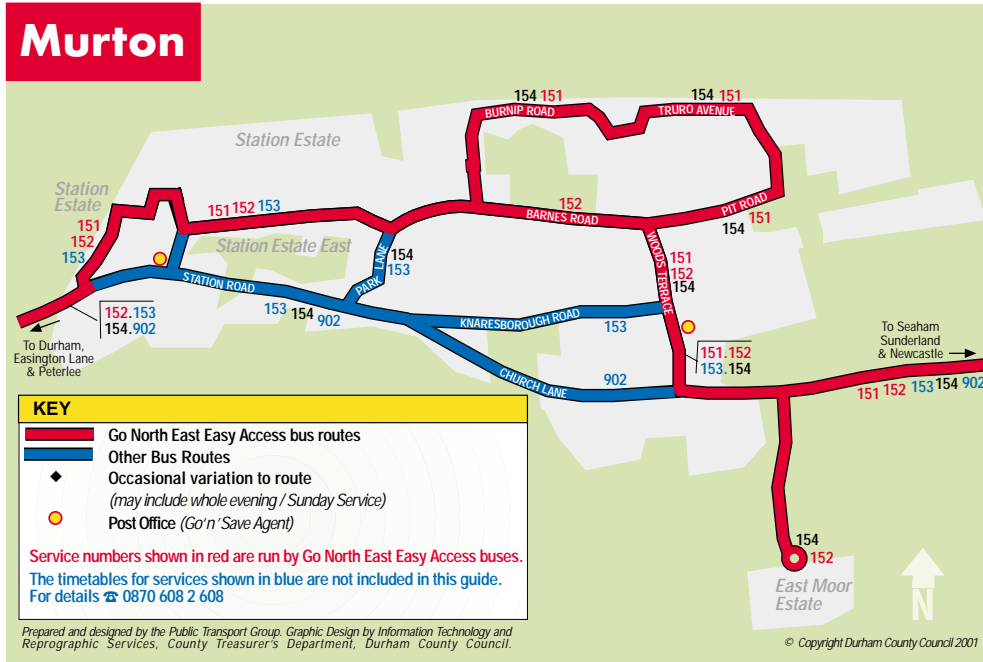 Murton
154 151
154 151
BURNIP ROAD
TRURO AVENUE
Station Estate
Station
Estate
151 152 153
152
BARNES ROAD
PIT ROAD
151
154
151
152
153
Station Estate East
PARK LANE
154
153
WOODS TERRACE
151
152
154
STATION ROAD
153 154 902
KNARESBOROUGH ROAD
153
152.153
154.902
To Durham,
Easington Lane
& Peterlee
151.152
153.154
To Seaham
Sunderland
& Newcastle
CHURCH LANE
902
151 152 153 154 902
KEY
Go North East Easy Access bus routes
Other Bus Routes
Occasional variation to route
(may include whole evening / Sunday Service)
Post Office (Go'n'Save Agent)
Service numbers shown in red are run by Go North East Easy Access buses.
The timetables for services shown in blue are not included in this guide.
For details ☎ 0870 608 2 608
154
152
East Moor
Estate
N
Prepared and designed by the Public Transport Group. Graphic Design by Information Technology and
Reprographic Services, County Treasurer's Department, Durham County Council.
© Copyright Durham County Council 2001